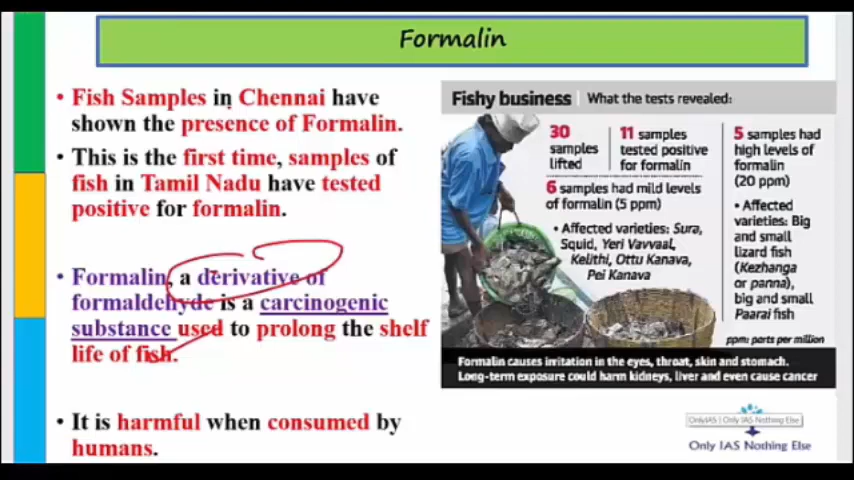 Formalin
• Fish Samples in Chennai have
shown the presence of Formalin.
• This is the first time, samples of
fish in Tamil Nadu have tested
positive for formalin.
• Formalin, a derivative of
formaldehyde is a carcinogenic
substance used to prolong the shelf
life of fish.
• It is harmful when consumed by
humans.
Fishy business | What the tests revealed:
30
samples
lifted
11 samples
tested positive
for formalin
6 samples had mild levels
of formalin (5 ppm)
• Affected varieties: Sura,
Squid, Yeri Vavvaal,
Kelithi, Ottu Kanava,
Pei Kanava
5 samples had
high levels of
formalin
(20 ppm)
• Affected
varieties: Big
and small
lizard fish
(Kezhanga
or panna),
big and small
Paarai fish
ppm: parts per million
Formalin causes irritation in the eyes, throat, skin and stomach.
Long-term exposure could harm kidneys, liver and even cause cancer
OnlyIAS | Only IAS Nothing Else
Only IAS Nothing Else